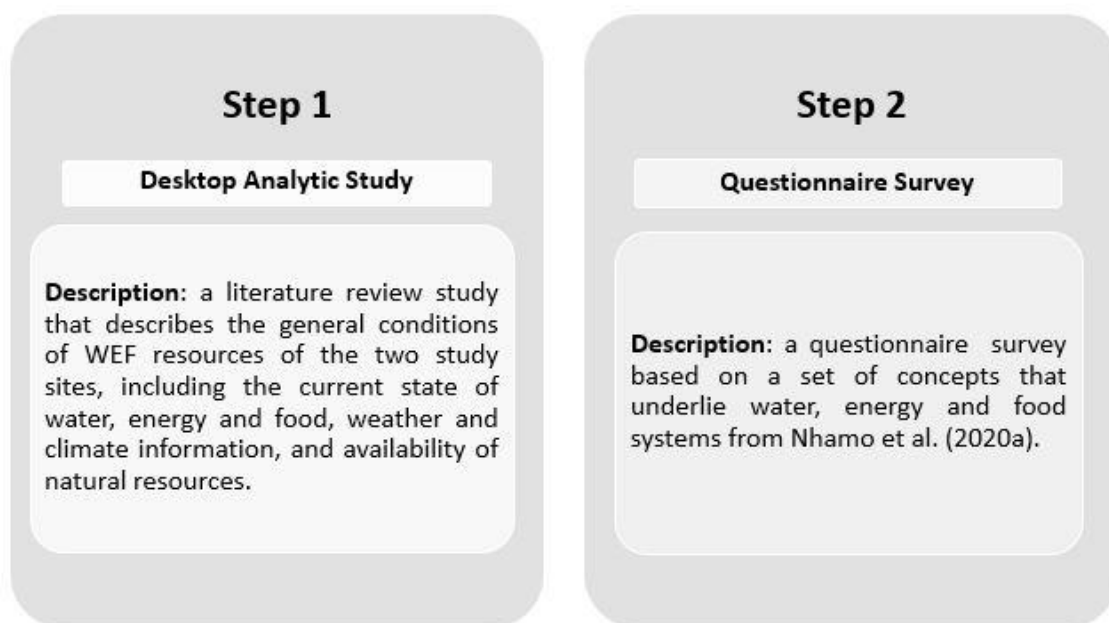 Step 1
Desktop Analytic Study
Description: a literature review study
that describes the general conditions
of WEF resources of the two study
sites, including the current state of
water, energy and food, weather and
climate information, and availability of
natural resources.
Step 2
Questionnaire Survey
Description: a questionnaire survey
based on a set of concepts that
underlie water, energy and food
systems from Nhamo et al. (2020a).